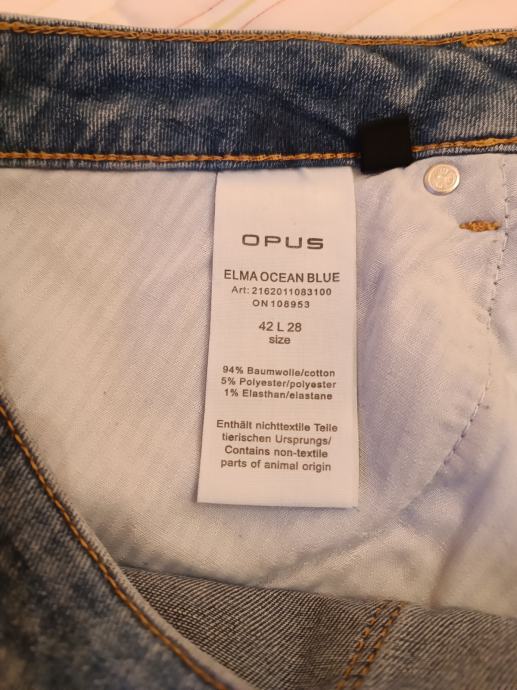 OPUS
ELMA OCEAN BLUE
Art: 2162011083100
ON108953
42 L 28
size
94% Baumwolle/cotton
5% Polyester/polyester
1% Elasthan/elastane
Enthält nichttextile Teile
tierischen Ursprungs/
Contains non-textile
parts of animal origin